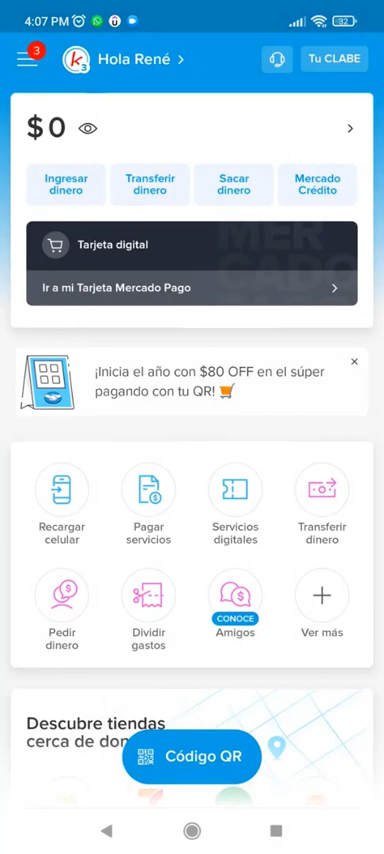 4:07 PM
32
3
k
3
Hola René
Tu CLABE
$0
Ingresar
dinero
Transferir
dinero
Sacar
dinero
Mercado
Crédito
MER
CADO
Tarjeta digital
Ir a mi Tarjeta Mercado Pago
¡Inicia el año con $80 OFF en el súper
pagando con tu QR!
Recargar
celular
Pagar
servicios
Servicios
digitales
Transferir
dinero
Pedir
dinero
Dividir
gastos
CONOCE
Amigos
Ver más
Descubre tiendas
cerca de
Código QR